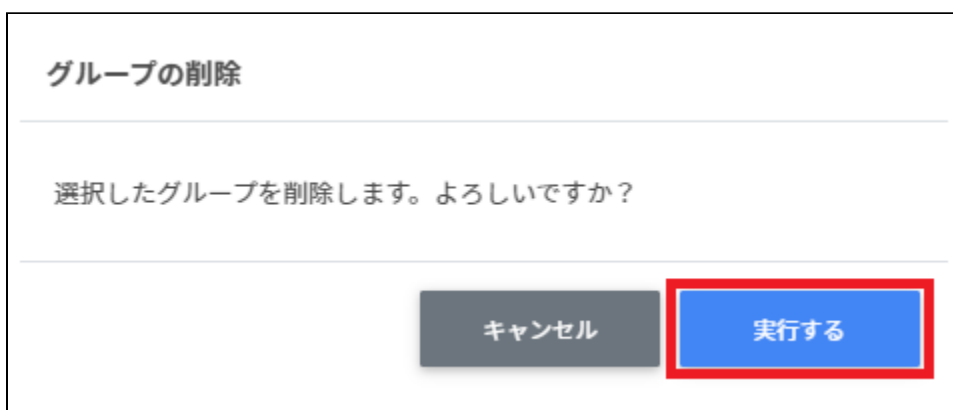 グループの削除
選択したグループを削除します。よろしいですか？
キャンセル
実行する